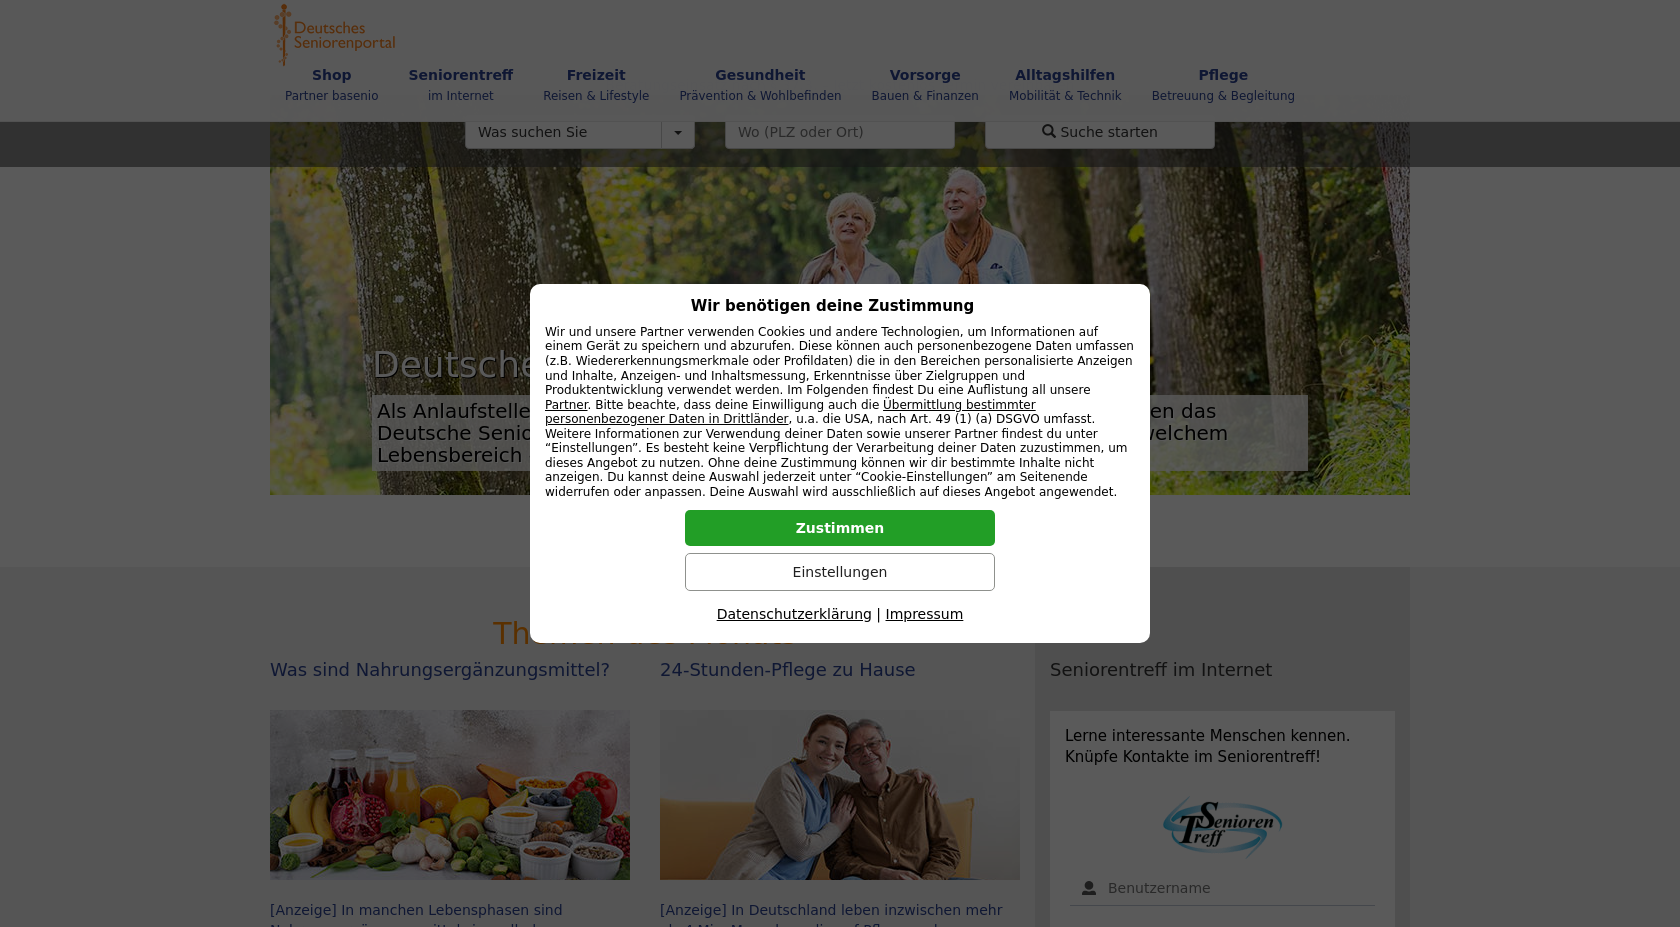 Deutsches
Seniorenportal
Shop
Partner basenio
Seniorentreff
im Internet
Freizeit
Reisen & Lifestyle
Gesundheit
Prävention & Wohlbefinden
Vorsorge
Bauen & Finanzen
Alltagshilfen
Mobilität & Technik
Pflege
Betreuung & Begleitung
Was suchen Sie
Wo (PLZ oder Ort)
Suche starten
Deutsche
Als Anlaufstelle
Deutsche
Lebensbereich
das
welchem
Wir benötigen deine Zustimmung
Wir und unsere Partner verwenden Cookies und andere Technologien, um Informationen auf
einem Gerät zu speichern und abzurufen. Diese können auch personenbezogene Daten umfassen
(z.B. Wiedererkennungsmerkmale oder Profildaten) die in den Bereichen personalisierte Anzeigen
und Inhalte, Anzeigen- und Inhaltsmessung, Erkenntnisse über Zielgruppen und
Produktentwicklung verwendet werden. Im Folgenden findest Du eine Auflistung all unsere
Partner. Bitte beachte, dass deine Einwilligung auch die Übermittlung bestimmter
personenbezogener Daten in Drittländer, u.a. die USA, nach Art. 49 (1) (a) DSGVO umfasst.
Weitere Informationen zur Verwendung deiner Daten sowie unserer Partner findest du unter
“Einstellungen”. Es besteht keine Verpflichtung der Verarbeitung deiner Daten zuzustimmen, um
dieses Angebot zu nutzen. Ohne deine Zustimmung können wir dir bestimmte Inhalte nicht
anzeigen. Du kannst deine Auswahl jederzeit unter “Cookie-Einstellungen” am Seitenende
widerrufen oder anpassen. Deine Auswahl wird ausschließlich auf dieses Angebot angewendet.
Zustimmen
Einstellungen
Datenschutzerklärung | Impressum
Was sind Nahrungsergänzungsmittel?
24-Stunden-Pflege zu Hause
Seniorentreff im Internet
Lerne interessante Menschen kennen.
Knüpfe Kontakte im Seniorentreff!
Senioren
Treff
Benutzername
[Anzeige] In manchen Lebensphasen sind
[Anzeige] In Deutschland leben inzwischen mehr